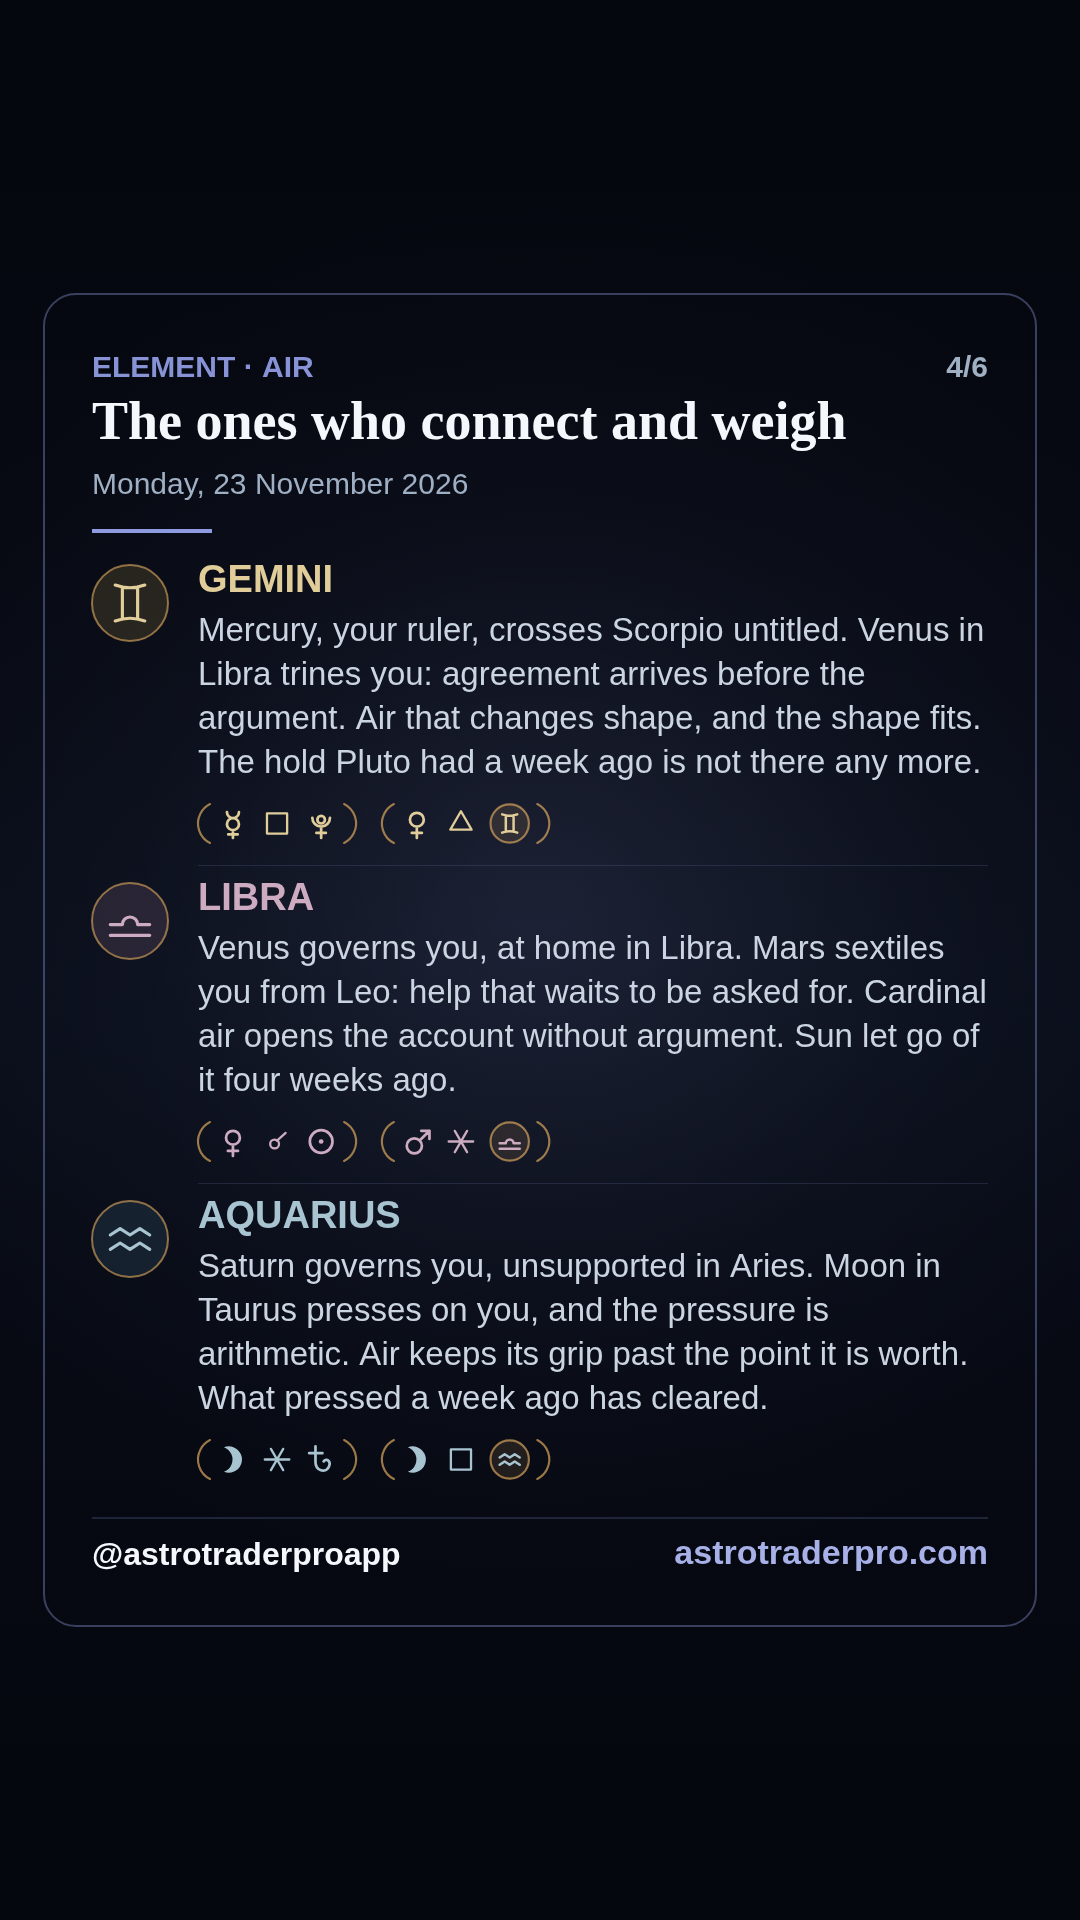 ELEMENT · AIR
4/6
The ones who connect and weigh
Monday, 23 November 2026
GEMINI
Mercury, your ruler, crosses Scorpio untitled. Venus in
Libra trines you: agreement arrives before the
argument. Air that changes shape, and the shape fits.
The hold Pluto had a week ago is not there any more.
(☿ □ ♇) (♀ △ ♊)
LIBRA
Venus governs you, at home in Libra. Mars sextiles
you from Leo: help that waits to be asked for. Cardinal
air opens the account without argument. Sun let go of
it four weeks ago.
(♀ ☌ ☉) (♂ ⚹ ♎)
AQUARIUS
Saturn governs you, unsupported in Aries. Moon in
Taurus presses on you, and the pressure is
arithmetic. Air keeps its grip past the point it is worth.
What pressed a week ago has cleared.
(☽ ⚹ ♄) (☽ □ ♒)
@astrotraderproapp
astrotraderpro.com